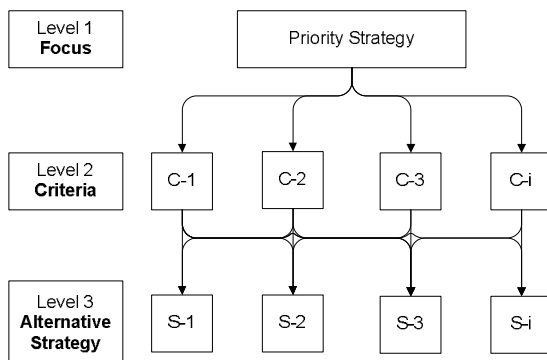 Level 1
Focus
Priority Strategy
Level 2
Criteria
C-1
C-2
C-3
C-i
Level 3
Alternative
Strategy
S-1
S-2
S-3
S-i